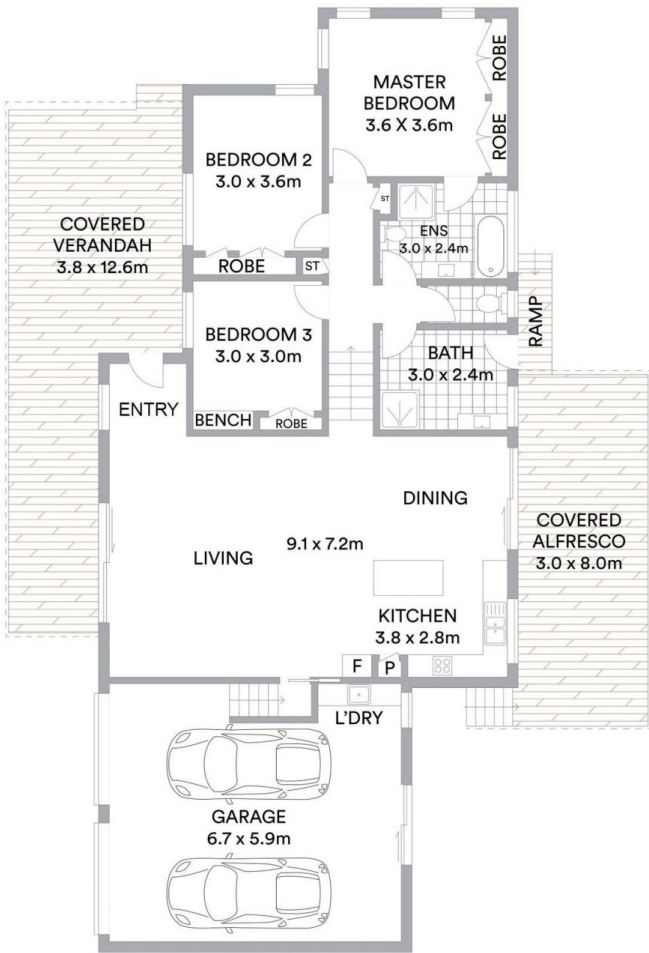 MASTER
BEDROOM
3.6 X 3.6m
ROBE
ROBE
BEDROOM 2
3.0 x 3.6m
ROBE
ST
ST
ENS
3.0 x 2.4m
COVERED
VERANDAH
3.8 x 12.6m
BEDROOM 3
3.0 x 3.0m
BENCH
ROBE
BATH
3.0 x 2.4m
RAMP
ENTRY
DINING
9.1 x 7.2m
LIVING
COVERED
ALFRESCO
3.0 x 8.0m
KITCHEN
3.8 x 2.8m
F
P
L'DRY
GARAGE
6.7 x 5.9m